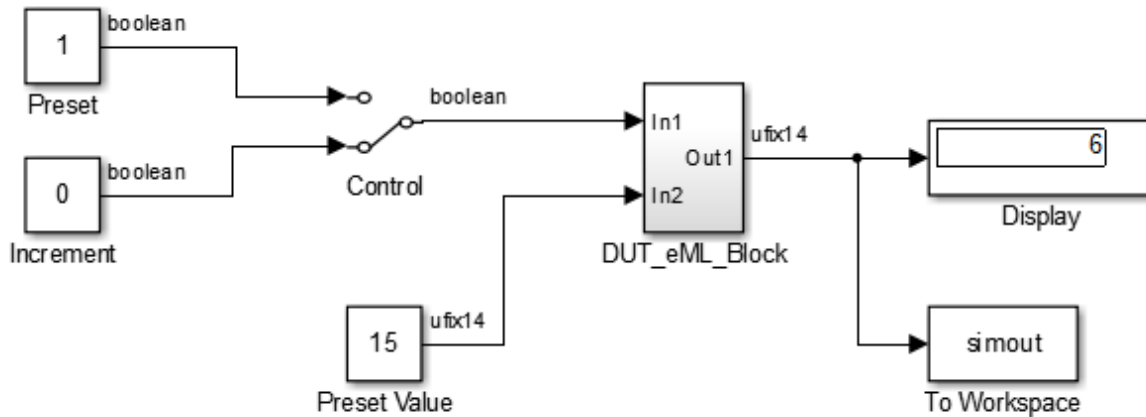 boolean
1
Preset
boolean
0
Increment
Control
boolean
In1
In2
Out1
DUT_eML_Block
ufix14
6
Display
15
ufix14
Preset Value
simout
To Workspace